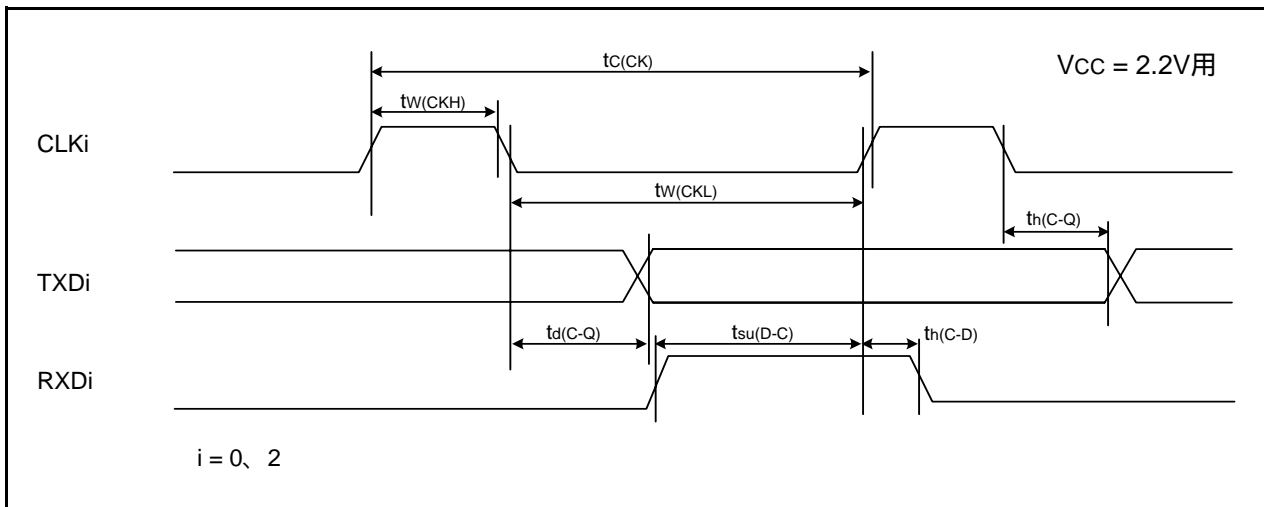 tC(CK)
VCC = 2.2V用
tW(CKH)
CLKi
tW(CKL)
th(C-Q)
TXDi
td(C-Q)
tsu(D-C)
th(C-D)
RXDi
i = 0、2